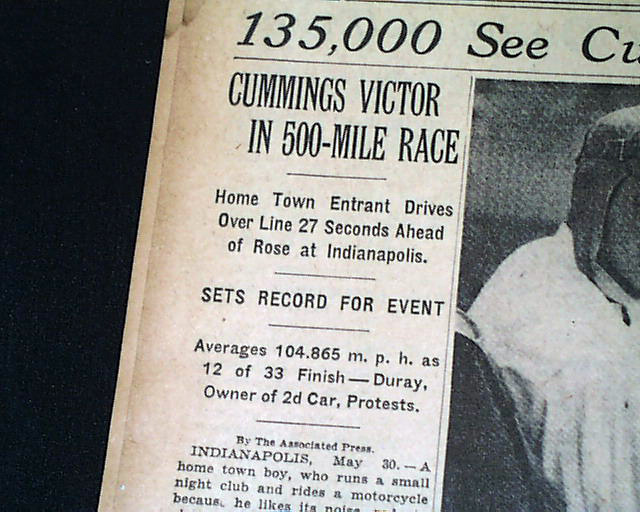 135,000 See
CUMMINGS VICTOR
IN 500-MILE RACE
Home Town Entrant Drives
Over Line 27 Seconds Ahead
of Rose at Indianapolis.
SETS RECORD FOR EVENT
Averages 104.865 m. p. h. as
12 of 33 Finish—Duray,
Owner of 2d Car, Protests.
By The Associated Press.
INDIANAPOLIS, May 30.—A
home town boy, who runs a small
night club and rides a motorcycle
he likes its noise,